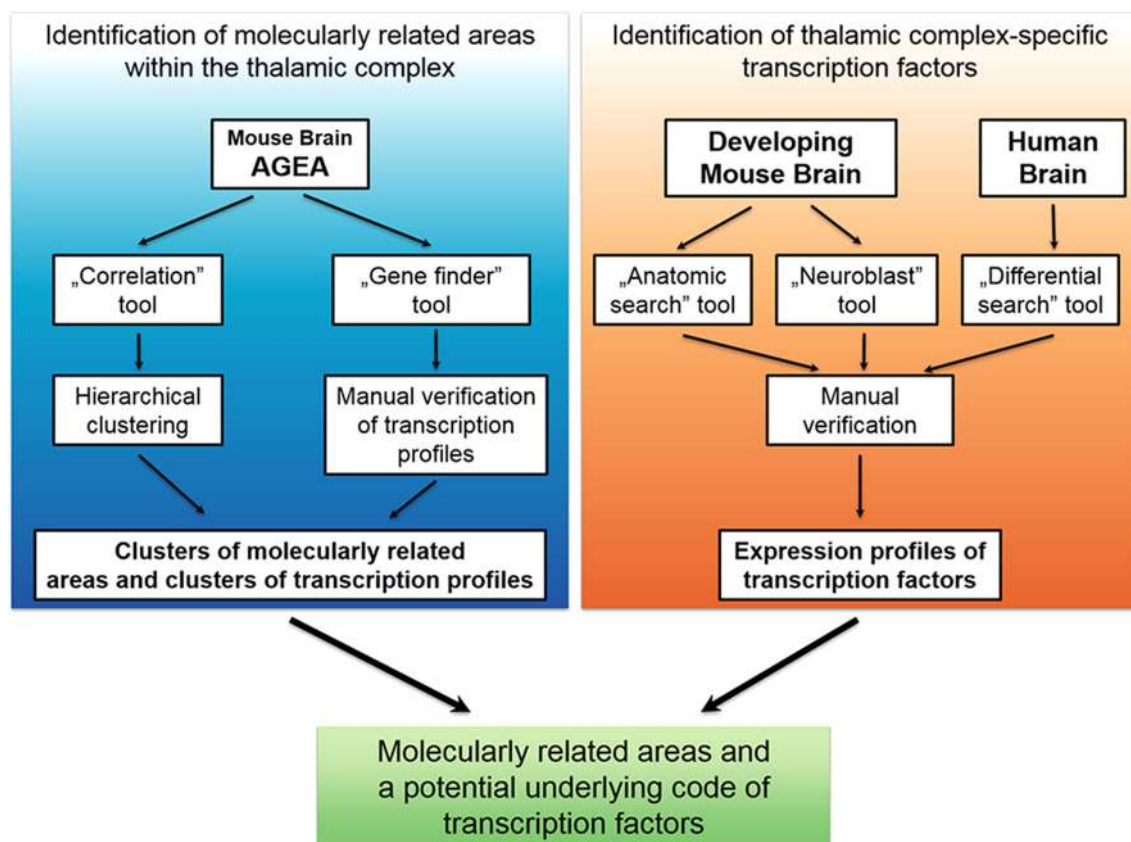 Identification of molecularly related areas
within the thalamic complex
Mouse Brain
AGEA
„Correlation”
tool
„Gene finder”
tool
Hierarchical
clustering
Manual verification
of transcription
profiles
Clusters of molecularly related
areas and clusters of transcription profiles
Identification of thalamic complex-specific
transcription factors
Developing
Mouse Brain
Human
Brain
„Anatomic
search” tool
„Neuroblast”
tool
„Differential
search” tool
Manual
verification
Expression profiles of
transcription factors
Molecularly related areas and
a potential underlying code of
transcription factors